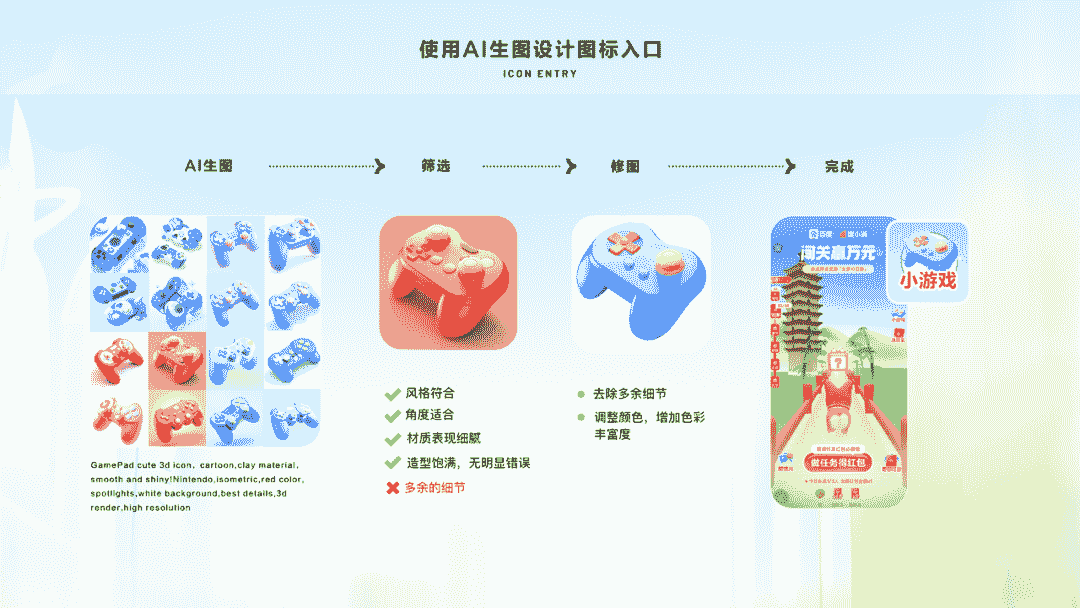 使用AI生图设计图标入口
ICON ENTRY
AI生图
筛选
修图
完成
百度 度小满
闯关赢万元
小游戏
GamePad cute 3d icon, cartoon,clay material,
smooth and shiny!Nintendo,isometric,red color,
spotlights,white background,best details,3d
render,high resolution
风格符合
角度适合
材质表现细腻
造型饱满，无明显错误
多余的细节
去除多余细节
调整颜色，增加色彩
丰富度
做任务得红包